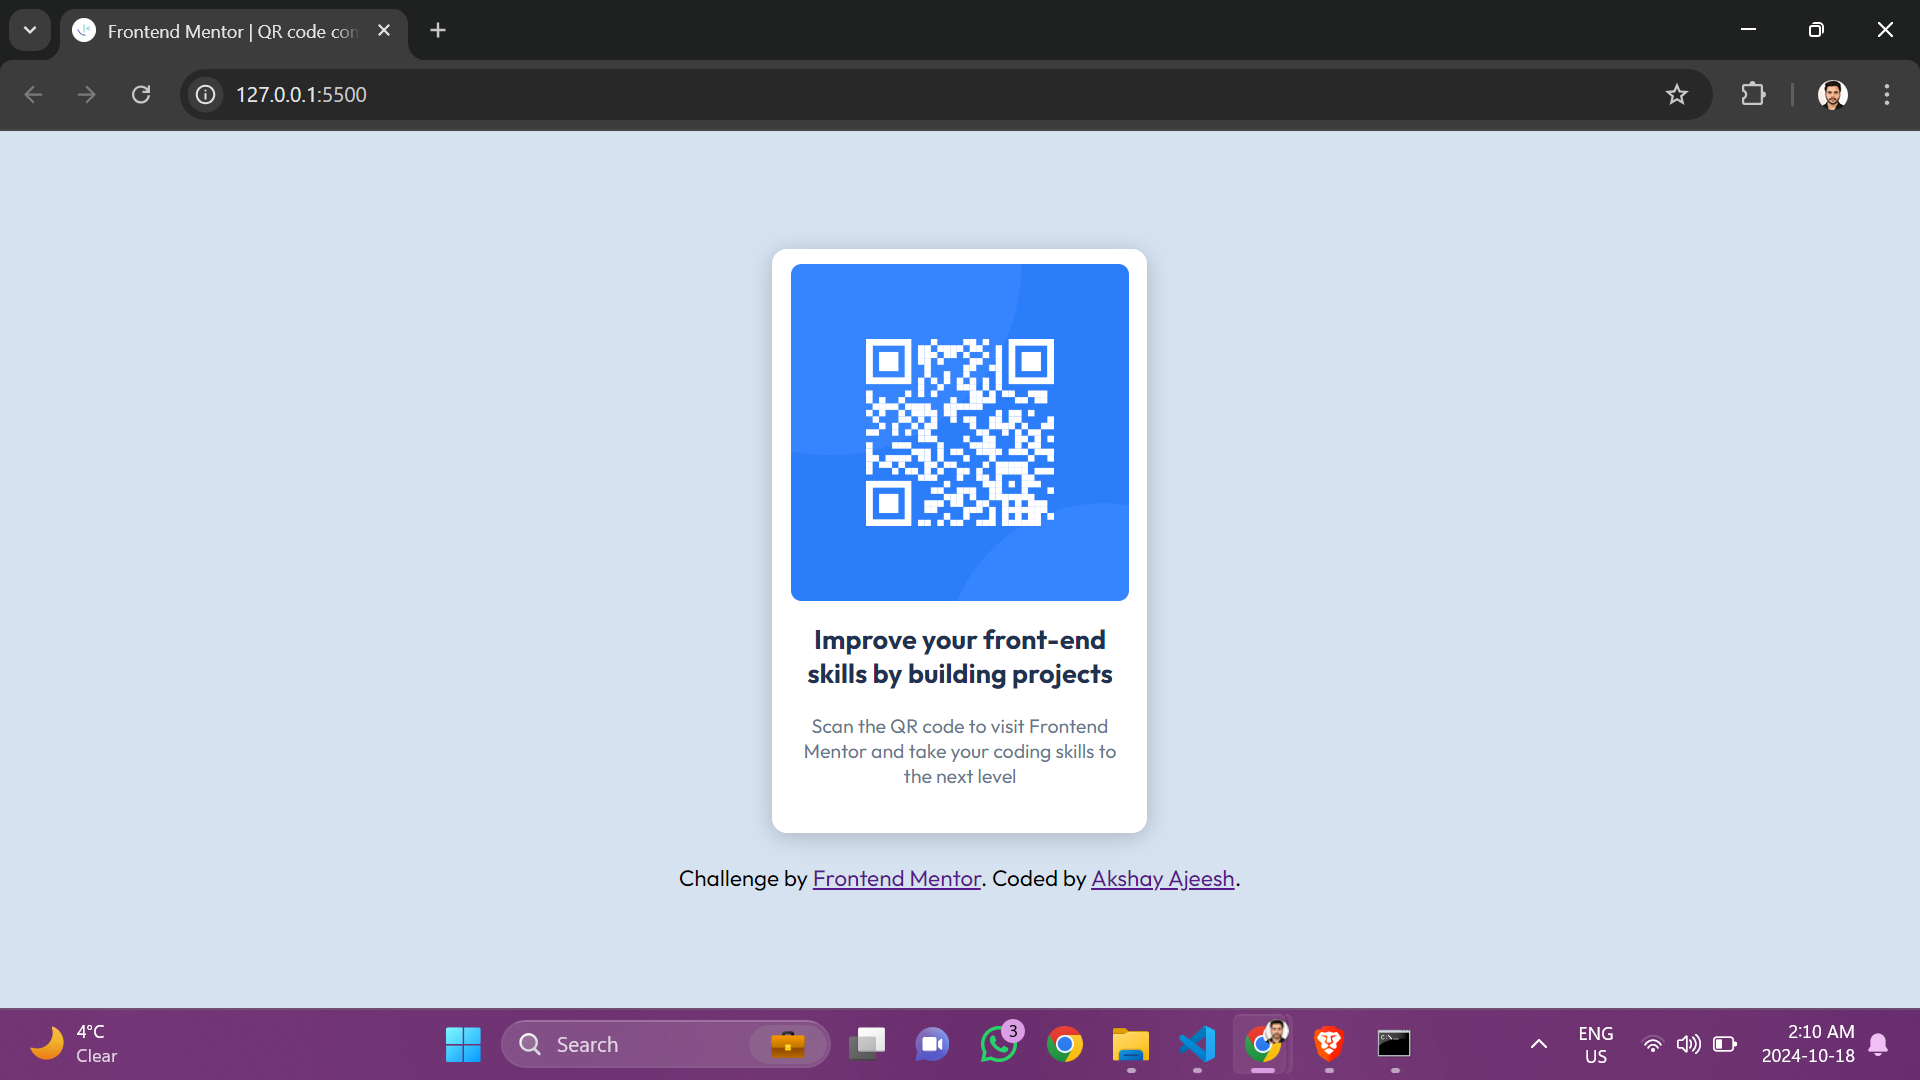 Frontend Mentor | QR code con
127.0.0.1:5500
Improve your front-end
skills by building projects
Scan the QR code to visit Frontend
Mentor and take your coding skills to
the next level
Challenge by Frontend Mentor. Coded by Akshay Ajeesh.
4°C
Clear
Search
3
ENG
US
2:10 AM
2024-10-18